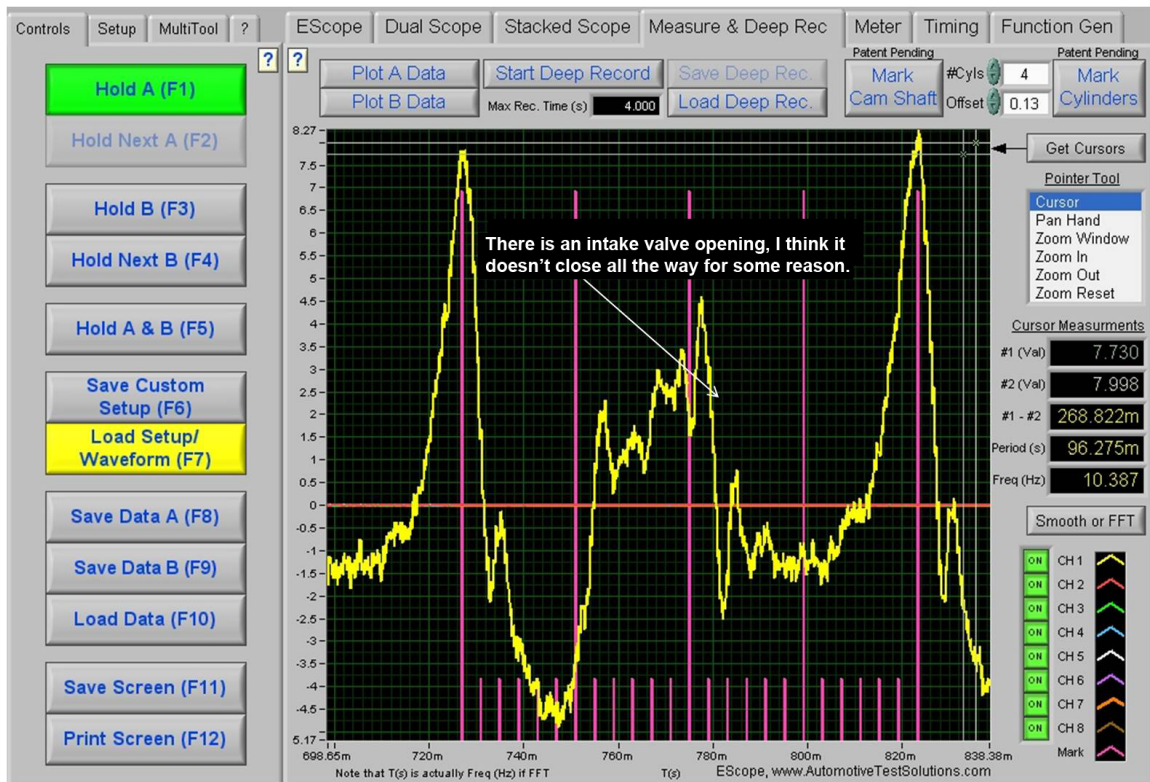 Controls
Setup
MultiTool
?
EScope
Dual Scope
Stacked Scope
Measure & Deep Rec
Meter
Timing
Function Gen
?
?
Hold A (F1)
Hold Next A (F2)
Hold B (F3)
Hold Next B (F4)
Hold A & B (F5)
Save Custom
Setup (F6)
Load Setup/
Waveform (F7)
Save Data A (F8)
Save Data B (F9)
Load Data (F10)
Save Screen (F11)
Print Screen (F12)
Plot A Data
Start Deep Record
Save Deep Rec.
Plot B Data
Max Rec. Time (s)
4.000
Load Deep Rec.
Patent Pending
Mark
Cam Shaft
#Cyls
4
Offset
0.13
Patent Pending
Mark
Cylinders
8.27
7.5
7
6.5
6
5.5
5
4.5
4
3.5
3
2.5
2
1.5
1
0.5
0
-0.5
-1
-1.5
-2
-2.5
-3
-3.5
-4
-4.5
5.17
There is an intake valve opening, I think it
doesn't close all the way for some reason.
698.65m
720m
740m
760m
780m
800m
820m
838.38m
Note that T(s) is actually Freq (Hz) if FFT
T(s)
EScope, www.AutomotiveTestSolutions.com
Get Cursors
Pointer Tool
Cursor
Pan Hand
Zoom Window
Zoom In
Zoom Out
Zoom Reset
Cursor Measurments
#1 (Val)
7.730
#2 (Val)
7.998
#1 - #2
268.822m
Period (s)
96.275m
Freq (Hz)
10.387
Smooth or FFT
ON CH 1
ON CH 2
ON CH 3
ON CH 4
ON CH 5
ON CH 6
ON CH 7
ON CH 8
Mark